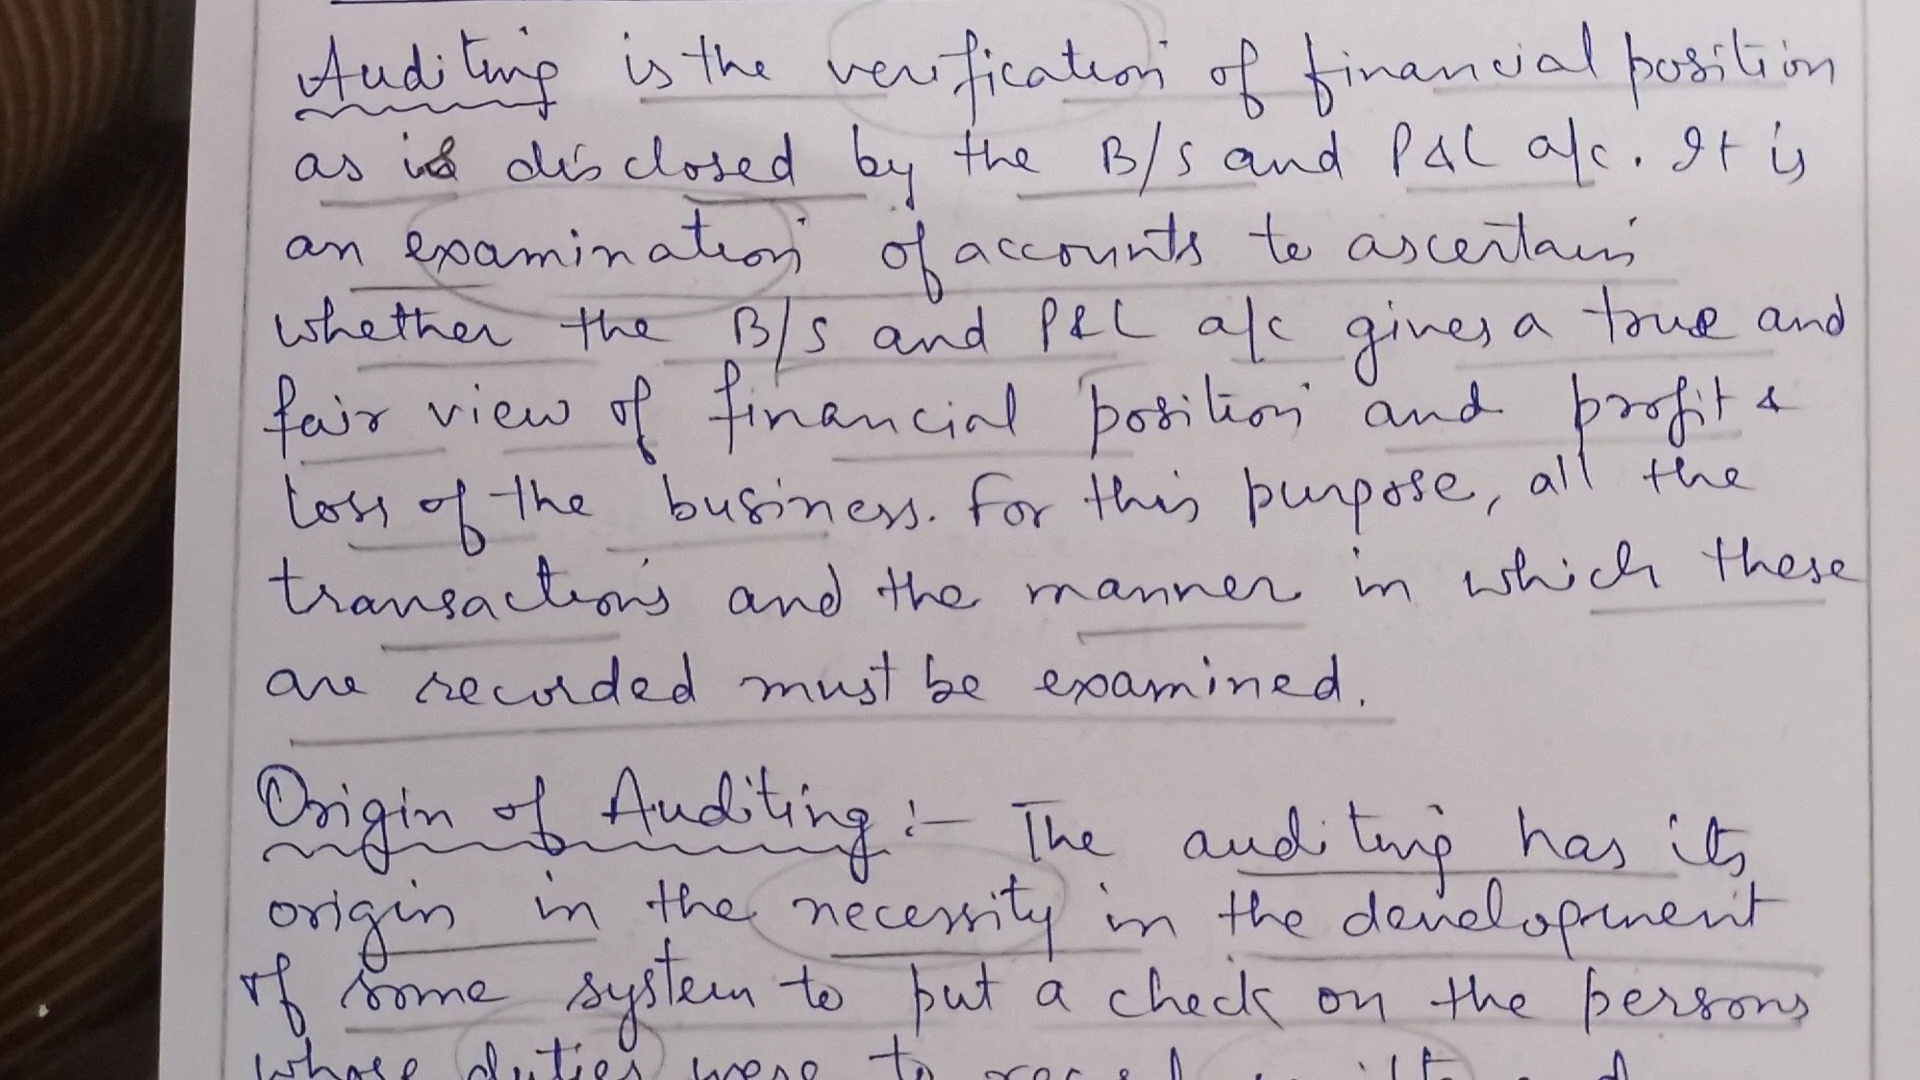 Auditing is the verification of financial position
as is disclosed by the B/S and P&L a/c. It is
an examination of accounts to ascertain
whether the B/S and P&L a/c gives a true and
fair view of financial position and profit &
loss of the business. For this purpose, all the
transactions and the manner in which these
are recorded must be examined.
Origin of Auditing :- The auditing has its
origin in the necessity in the development
of some system to put a check on the persons
whose duties were to